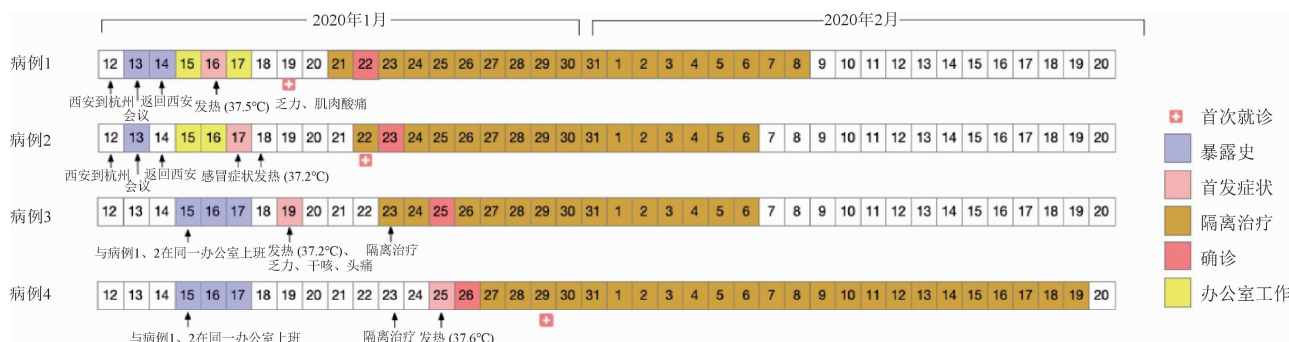 2020年1月 2020年2月
病例1 12 13 14 15 16 17 18 19 20 21 22 23 24 25 26 27 28 29 30 31 1 2 3 4 5 6 7 8 9 10 11 12 13 14 15 16 17 18 19 20
西安到杭州 返回西安 发热 (37.5℃) 乏力、肌肉酸痛
会议
病例2 12 13 14 15 16 17 18 19 20 21 22 23 24 25 26 27 28 29 30 31 1 2 3 4 5 6 7 8 9 10 11 12 13 14 15 16 17 18 19 20
西安到杭州 返回西安 感冒症状 发热 (37.2℃)
会议
病例3 12 13 14 15 16 17 18 19 20 21 22 23 24 25 26 27 28 29 30 31 1 2 3 4 5 6 7 8 9 10 11 12 13 14 15 16 17 18 19 20
与病例1、2在同一办公室上班 发热 (37.2℃)、 隔离治疗
乏力、干咳、头痛
病例4 12 13 14 15 16 17 18 19 20 21 22 23 24 25 26 27 28 29 30 31 1 2 3 4 5 6 7 8 9 10 11 12 13 14 15 16 17 18 19 20
与病例1、2在同一办公室上班 隔离治疗 发热 (37.6℃)
首次就诊
暴露史
首发症状
隔离治疗
确诊
办公室工作